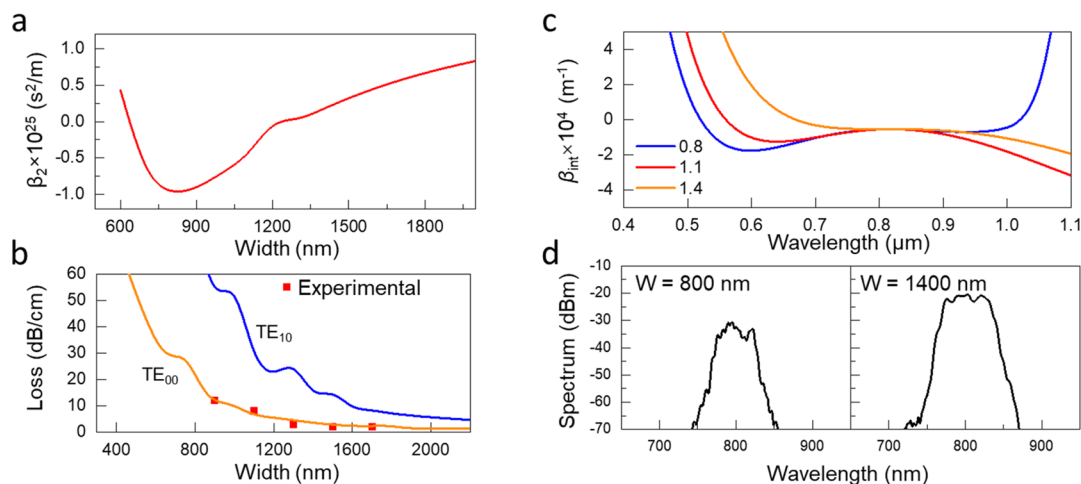 a
β₂×10²⁵ (s²/m)
1.0
0.5
0.0
-0.5
-1.0
600 900 1200 1500 1800
Width (nm)
b
Loss (dB/cm)
60
50
40
30
20
10
0
Experimental
TE₁₀
TE₀₀
400 800 1200 1600 2000
Width (nm)
c
βint×10⁴ (m⁻¹)
4
2
0
-2
-4
0.8
1.1
1.4
0.4 0.5 0.6 0.7 0.8 0.9 1.0 1.1
Wavelength (μm)
d
Spectrum (dBm)
-10
-20
-30
-40
-50
-60
-70
W = 800 nm
W = 1400 nm
700 800 900 700 800 900
Wavelength (nm)